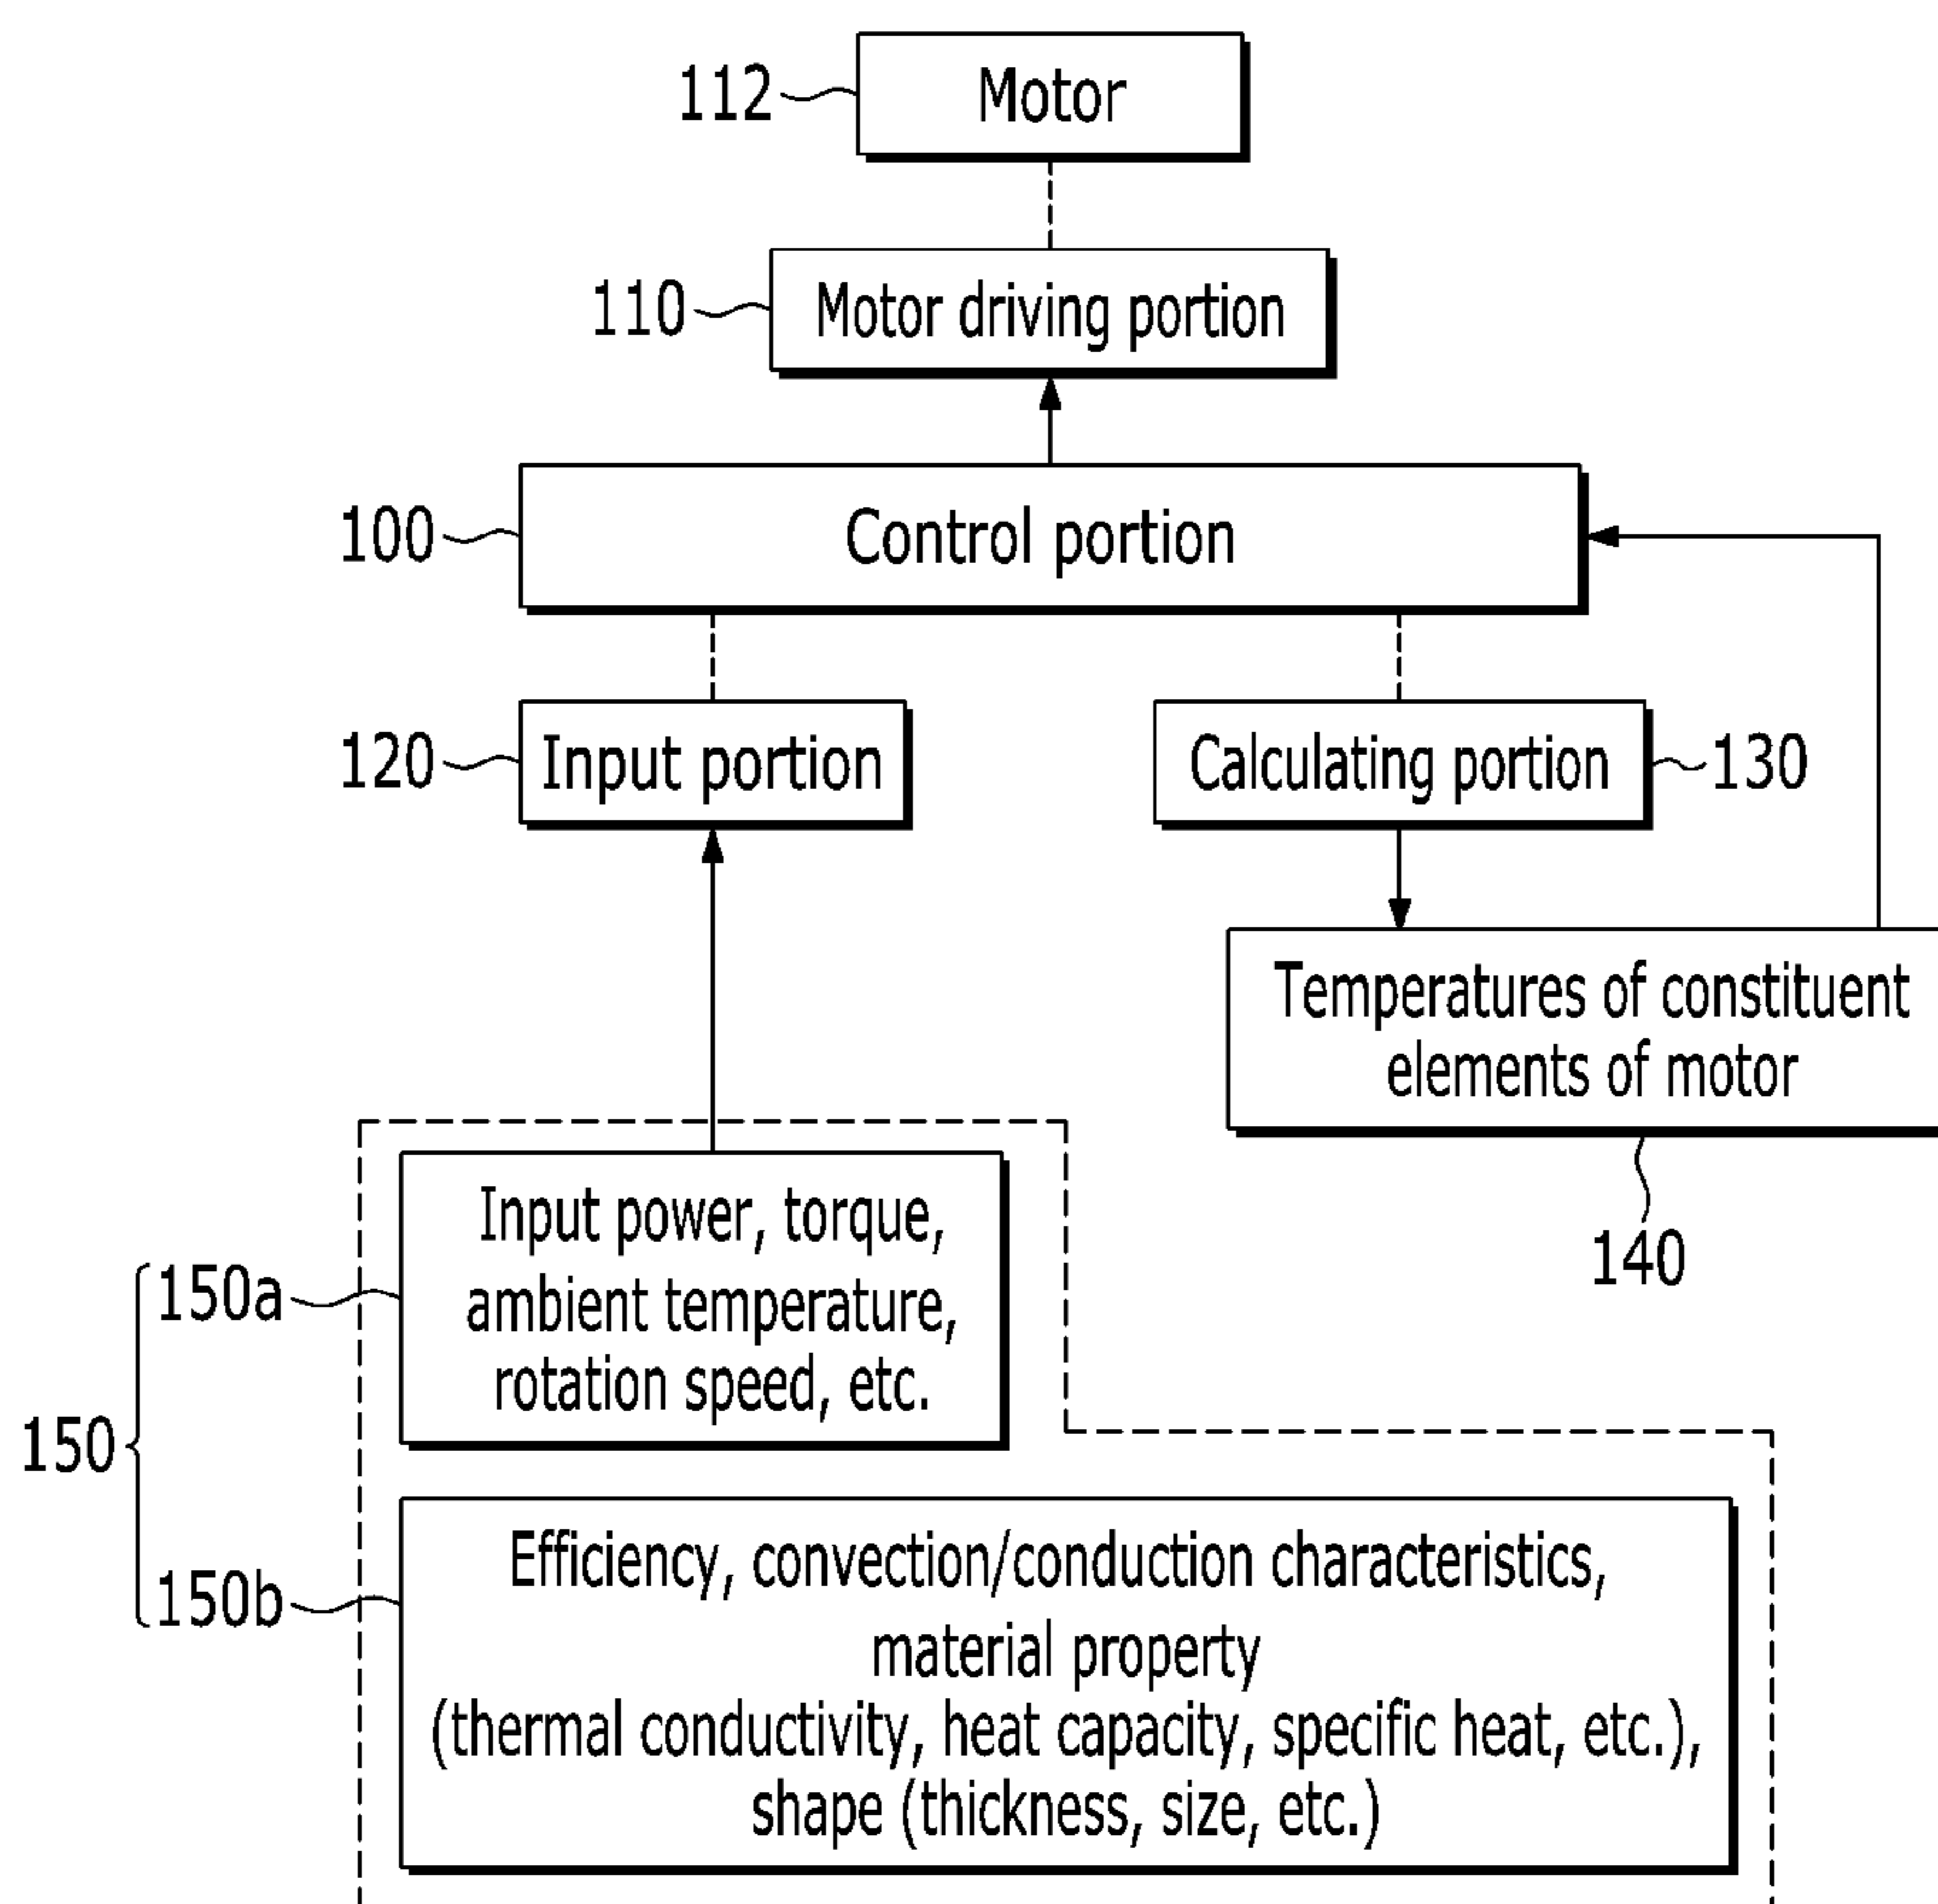 112
Motor
110
Motor driving portion
100
Control portion
120
Input portion
Calculating portion
130
Temperatures of constituent
elements of motor
140
150
150a
Input power, torque,
ambient temperature,
rotation speed, etc.
150b
Efficiency, convection/conduction characteristics,
material property
(thermal conductivity, heat capacity, specific heat, etc.),
shape (thickness, size, etc.)